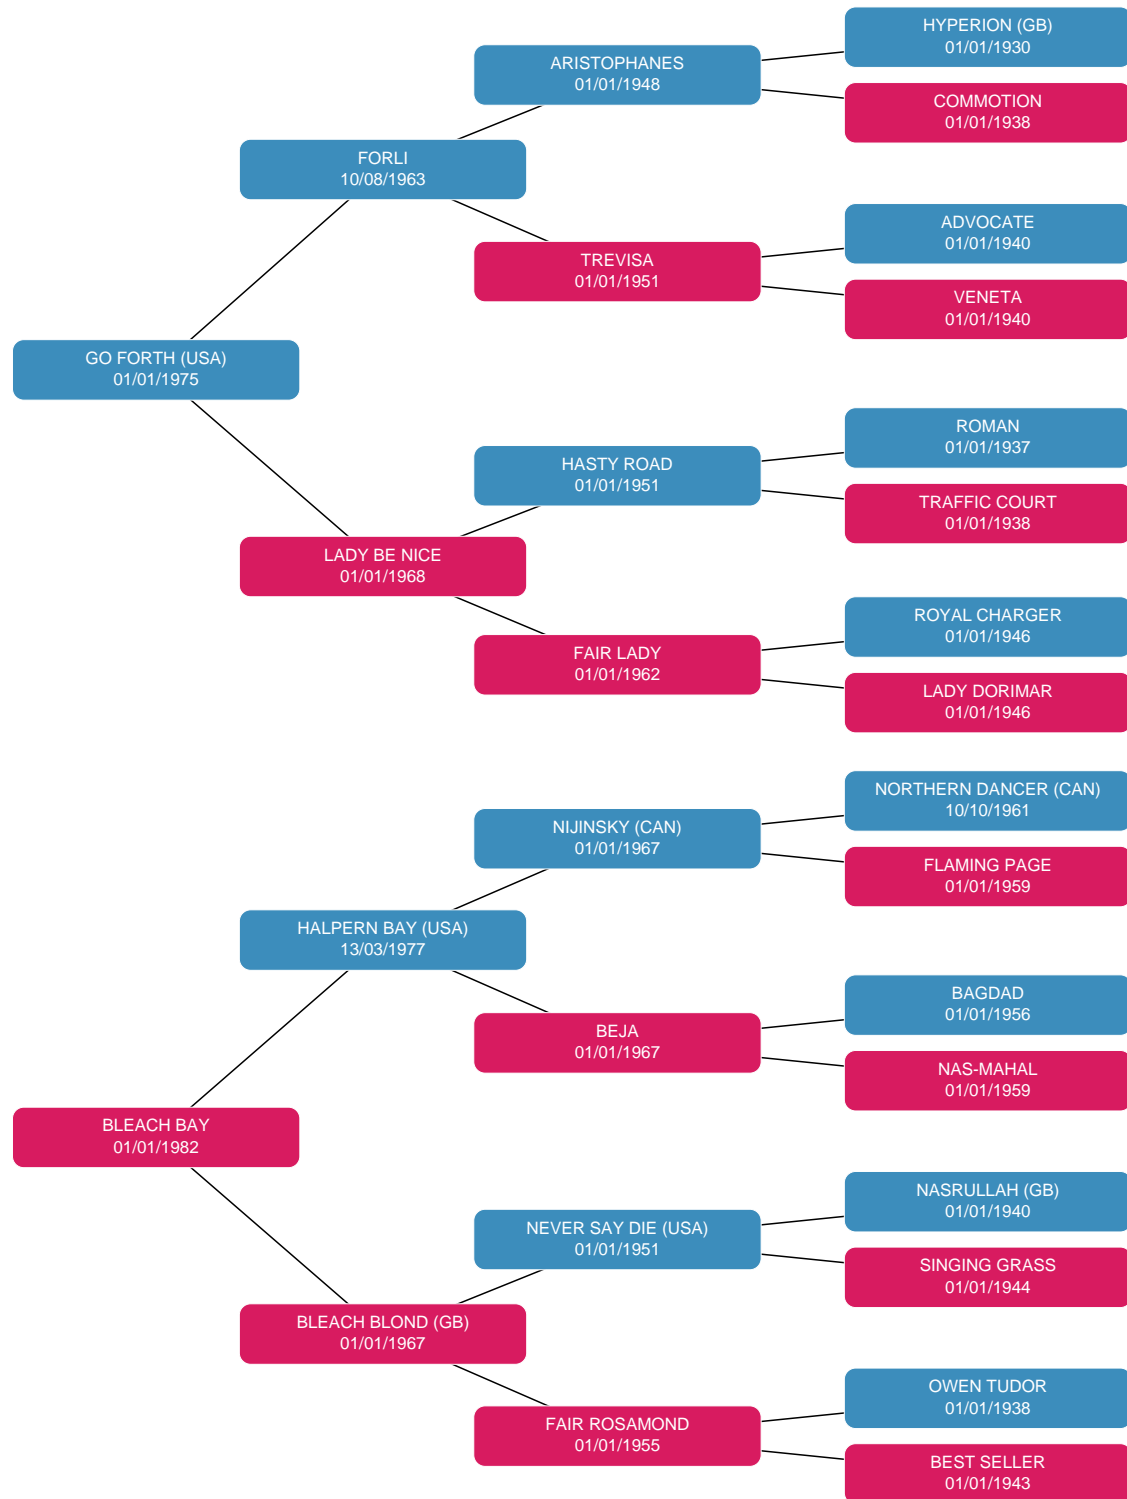 HYPERION (GB)
01/01/1930
ARISTOPHANES
01/01/1948
COMMOTION
01/01/1938
FORLI
10/08/1963
ADVOCATE
01/01/1940
TREVISA
01/01/1951
VENETA
01/01/1940
GO FORTH (USA)
01/01/1975
ROMAN
01/01/1937
HASTY ROAD
01/01/1951
TRAFFIC COURT
01/01/1938
LADY BE NICE
01/01/1968
ROYAL CHARGER
01/01/1946
FAIR LADY
01/01/1962
LADY DORIMAR
01/01/1946
NORTHERN DANCER (CAN)
10/10/1961
NIJINSKY (CAN)
01/01/1967
FLAMING PAGE
01/01/1959
HALPERN BAY (USA)
13/03/1977
BAGDAD
01/01/1956
BEJA
01/01/1967
NAS-MAHAL
01/01/1959
BLEACH BAY
01/01/1982
NASRULLAH (GB)
01/01/1940
NEVER SAY DIE (USA)
01/01/1951
SINGING GRASS
01/01/1944
BLEACH BLOND (GB)
01/01/1967
OWEN TUDOR
01/01/1938
FAIR ROSAMOND
01/01/1955
BEST SELLER
01/01/1943